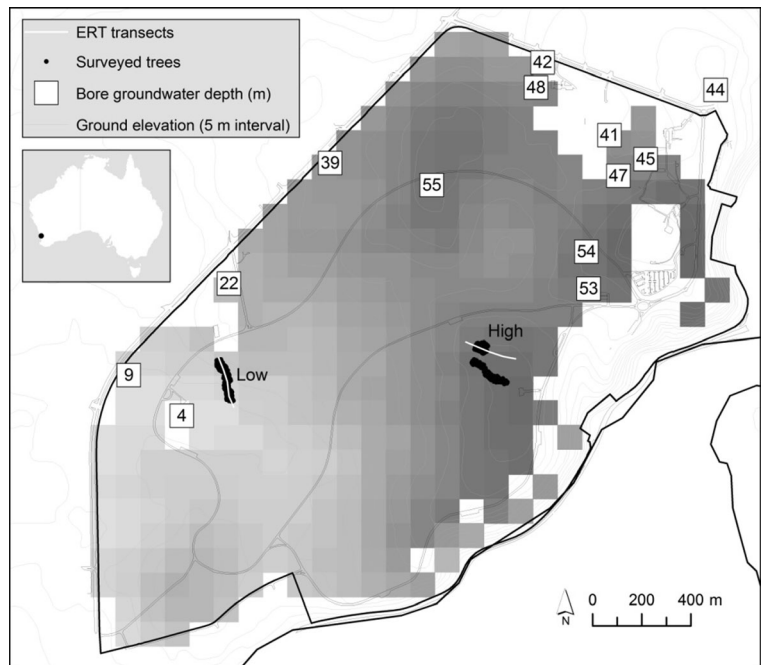 ERT transects
Surveyed trees
Bore groundwater depth (m)
Ground elevation (5 m interval)
42
48
44
41
45
47
39
55
54
53
22
High
9
Low
4
N
0 200 400 m